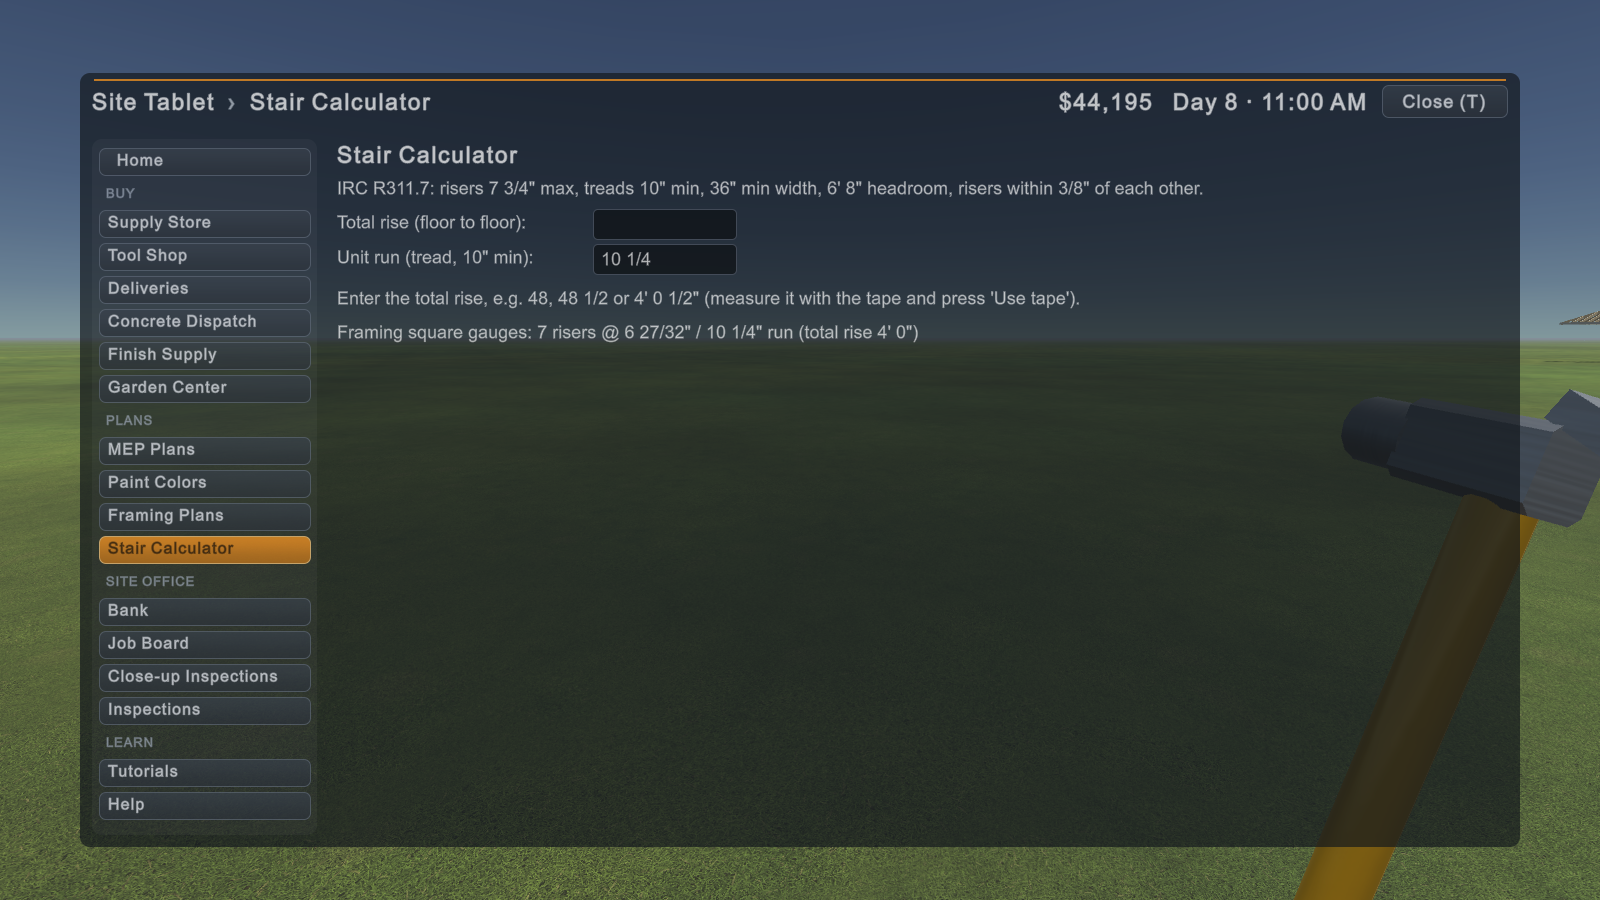 Site Tablet › Stair Calculator
$44,195 Day 8 · 11:00 AM Close (T)
Home
BUY
Supply Store
Tool Shop
Deliveries
Concrete Dispatch
Finish Supply
Garden Center
PLANS
MEP Plans
Paint Colors
Framing Plans
Stair Calculator
SITE OFFICE
Bank
Job Board
Close-up Inspections
Inspections
LEARN
Tutorials
Help
Stair Calculator
IRC R311.7: risers 7 3/4" max, treads 10" min, 36" min width, 6' 8" headroom, risers within 3/8" of each other.
Total rise (floor to floor):
Unit run (tread, 10" min): 10 1/4
Enter the total rise, e.g. 48, 48 1/2 or 4' 0 1/2" (measure it with the tape and press 'Use tape').
Framing square gauges: 7 risers @ 6 27/32" / 10 1/4" run (total rise 4' 0")